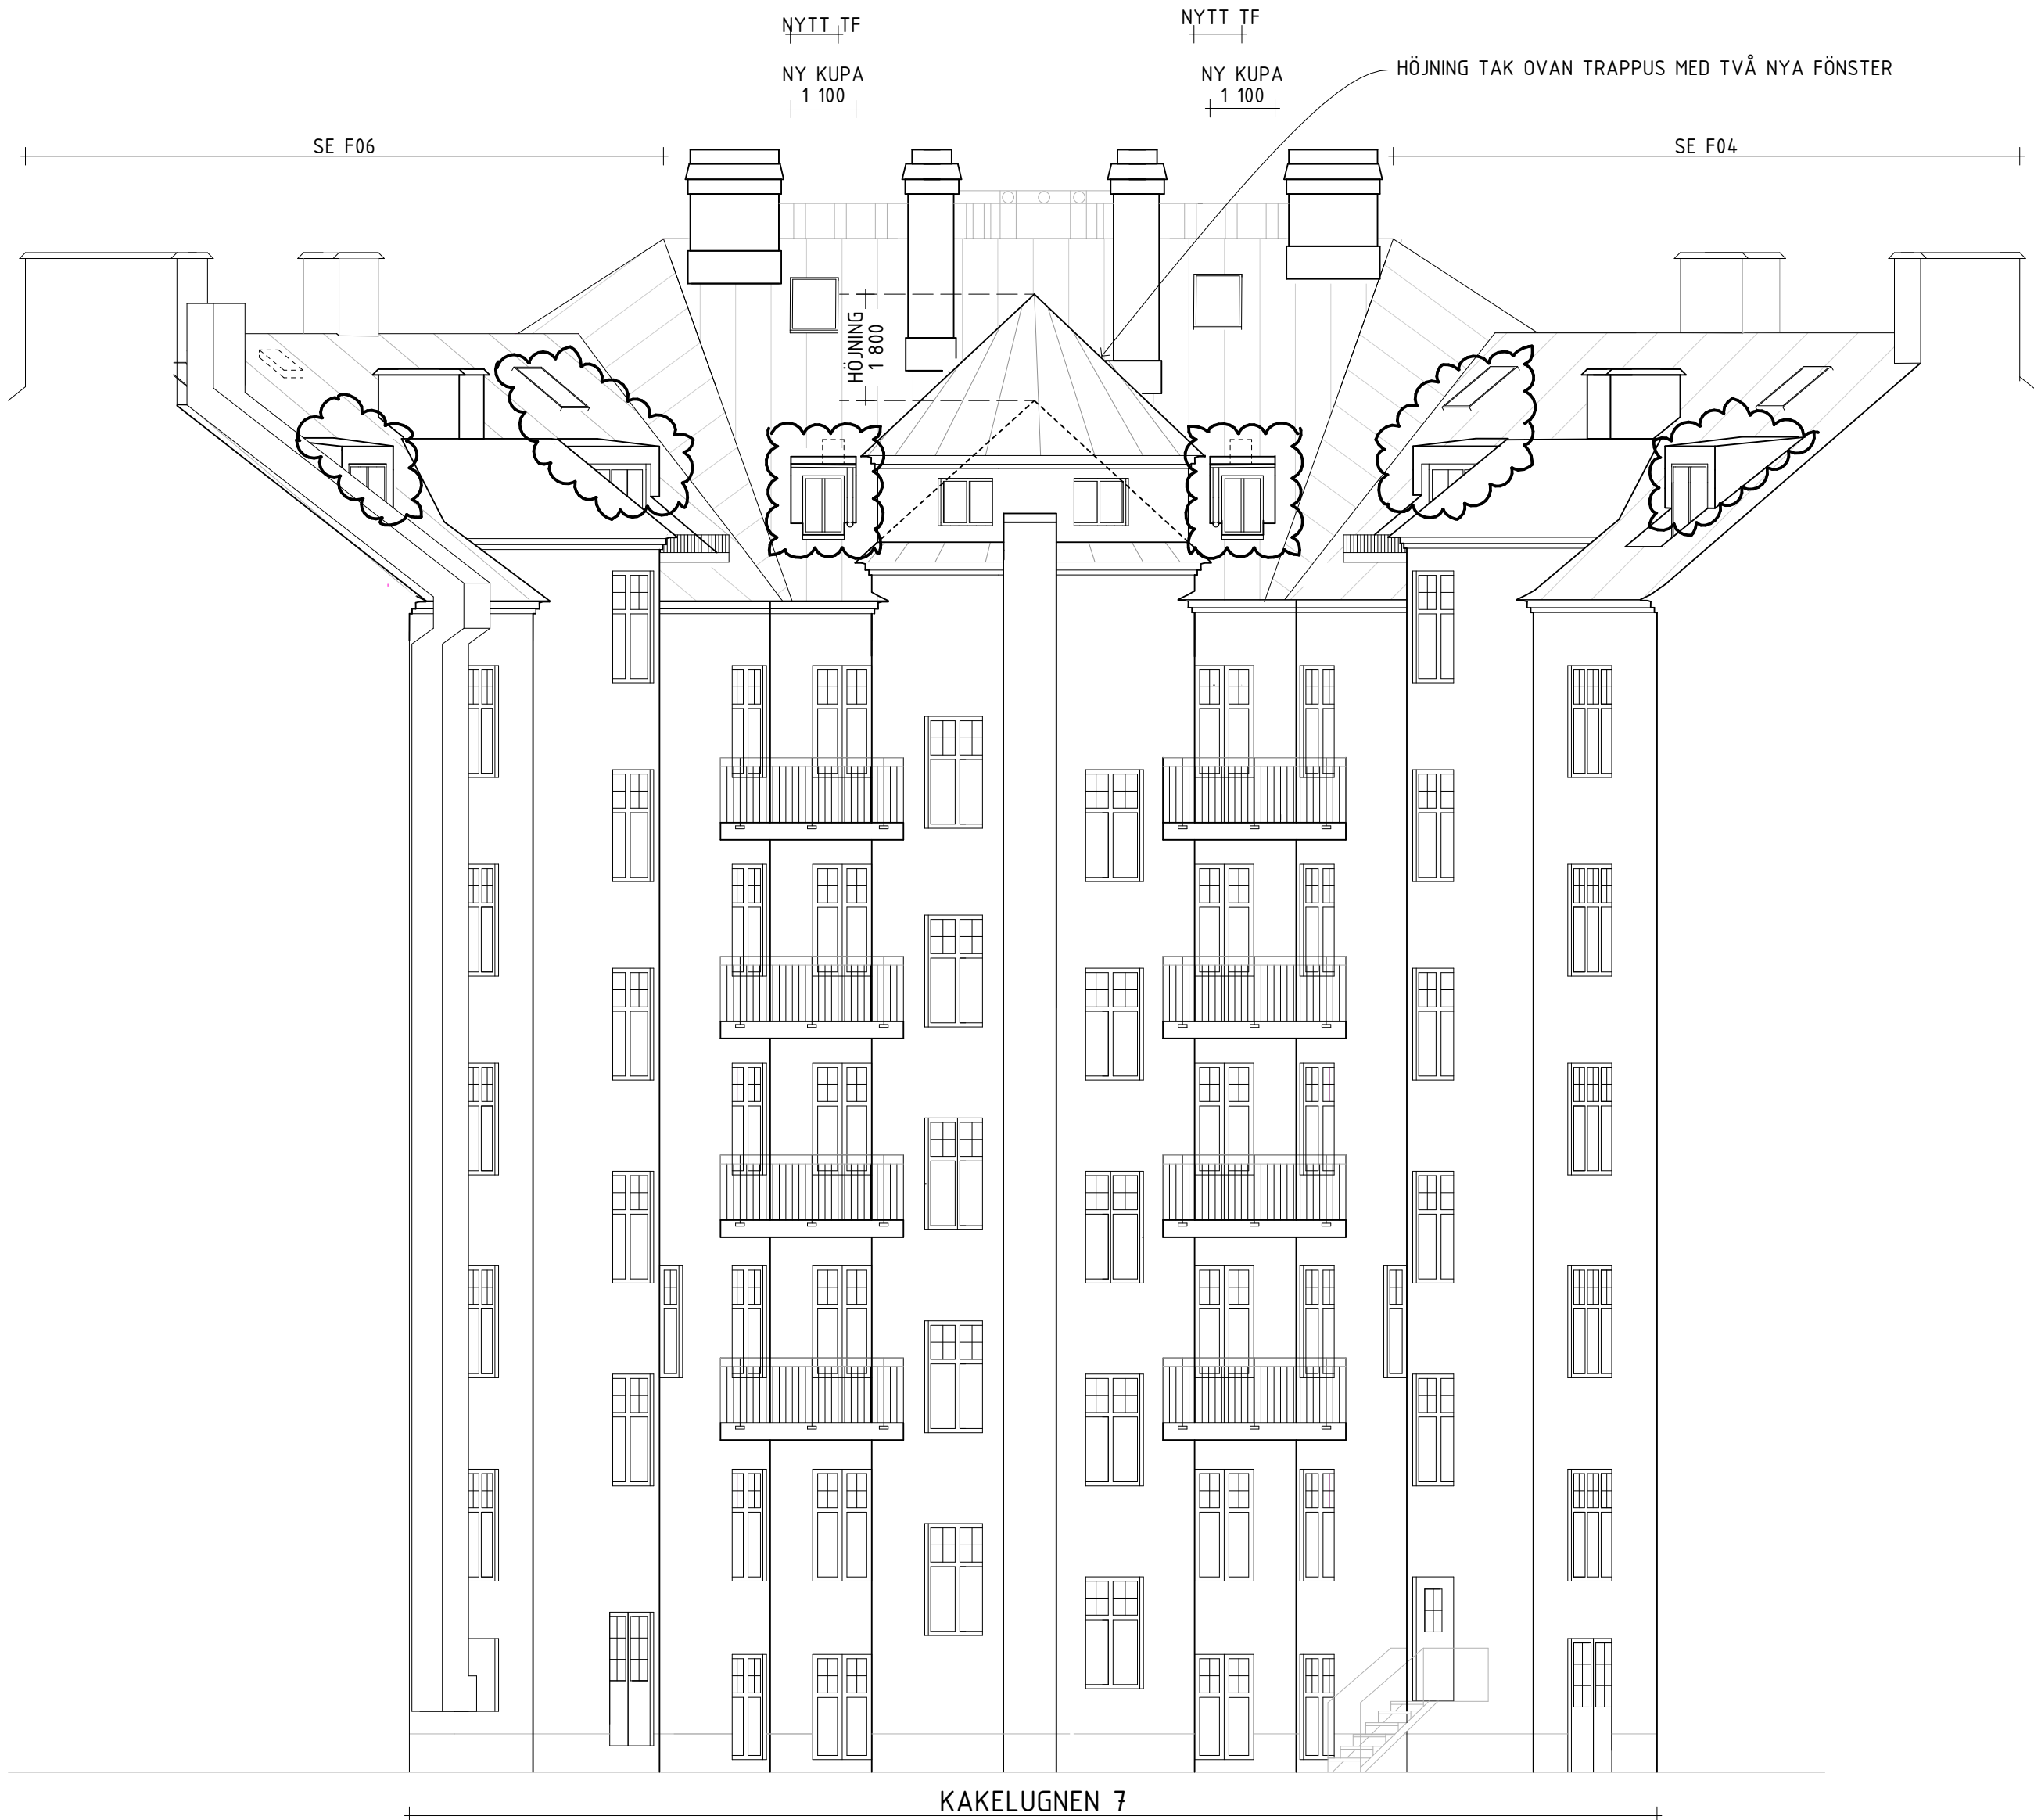 NYTT TF
NYTT TF
NY KUPA
1 100
NY KUPA
1 100
HÖJNING TAK OVAN TRAPPUS MED TVÅ NYA FÖNSTER
SE F06
SE F04
HÖJNING
1 800
KAKELUGNEN 7